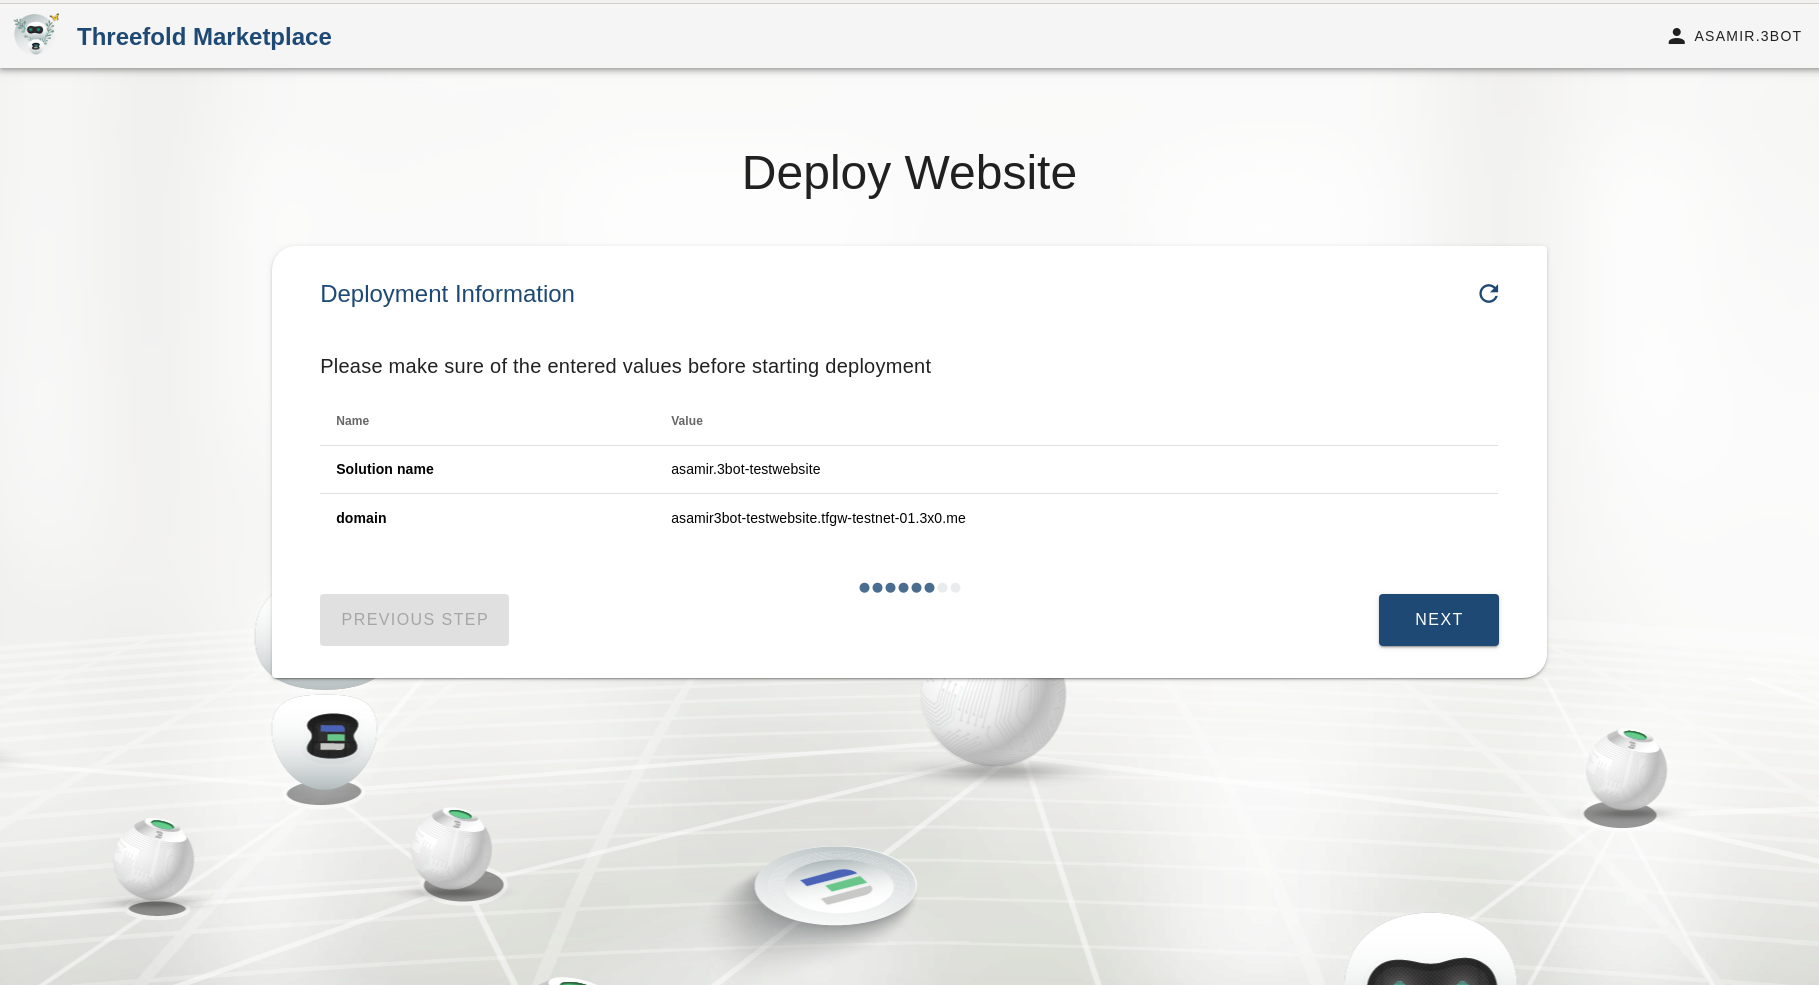 Threefold Marketplace
ASAMIR.3BOT
Deploy Website
Deployment Information
Please make sure of the entered values before starting deployment
Name Value
Solution name asamir.3bot-testwebsite
domain asamir3bot-testwebsite.tfgw-testnet-01.3x0.me
PREVIOUS STEP NEXT